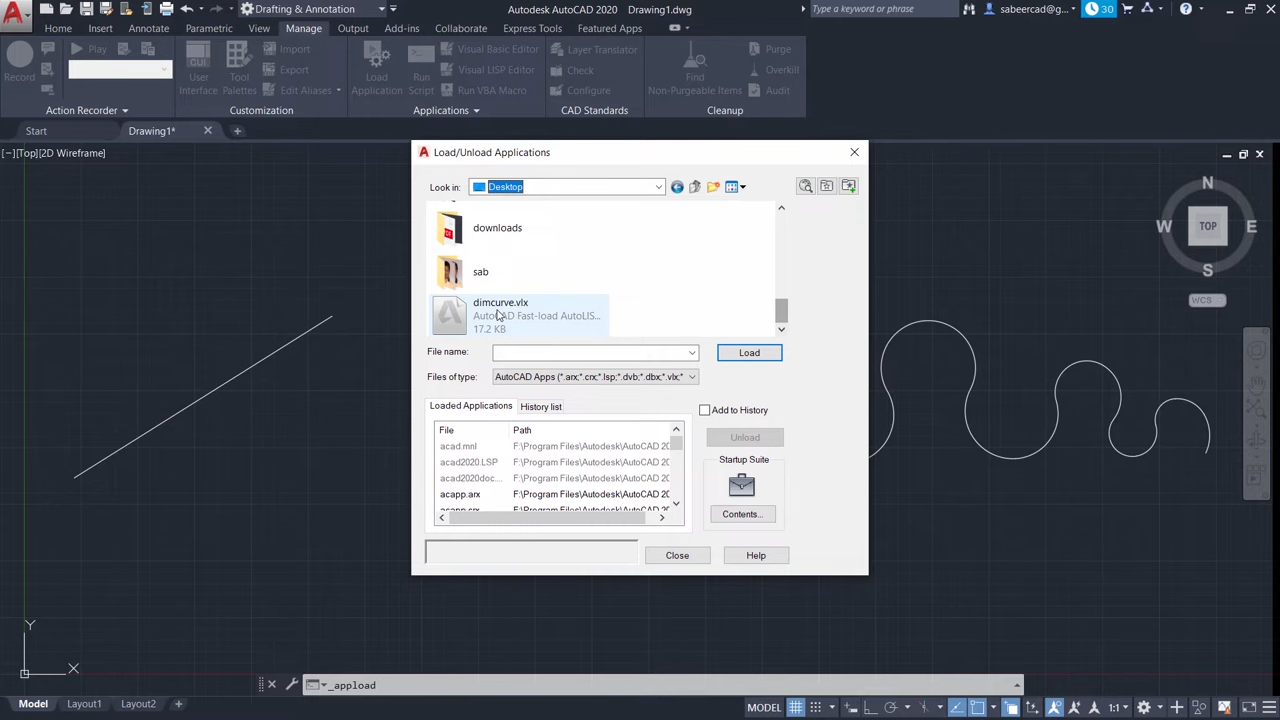 Drafting & Annotation
Autodesk AutoCAD 2020 Drawing1.dwg
Type a keyword or phrase
sabeercad@g...
30
Home Insert Annotate Parametric View Manage Output Add-ins Collaborate Express Tools Featured Apps
Record
Play
Action Recorder
CUI
User
Interface
Tool
Palettes
Import
Export
Edit Aliases
Customization
Load
Application
Run
Script
Visual Basic Editor
Visual LISP Editor
Run VBA Macro
Applications
Layer Translator
Check
Configure
CAD Standards
Find
Non-Purgeable Items
Purge
Overkill
Audit
Cleanup
Start Drawing1*
[−][Top][2D Wireframe]
Load/Unload Applications
Look in: Desktop
downloads
sab
dimcurve.vlx
AutoCAD Fast-load AutoLIS...
17.2 KB
File name:
Load
Files of type: AutoCAD Apps (*.arx;*.crx;*.lsp;*.dvb;*.dbx;*.vlx;*
Loaded Applications History list
Add to History
File Path
acad.mnl F:\Program Files\Autodesk\AutoCAD 20
acad2020.LSP F:\Program Files\Autodesk\AutoCAD 20
acad2020doc.... F:\Program Files\Autodesk\AutoCAD 20
acapp.arx F:\Program Files\Autodesk\AutoCAD 20
Unload
Startup Suite
Contents...
Close
Help
N
W TOP E
S
WCS
Y
X
_appload
Model Layout1 Layout2
MODEL
1:1